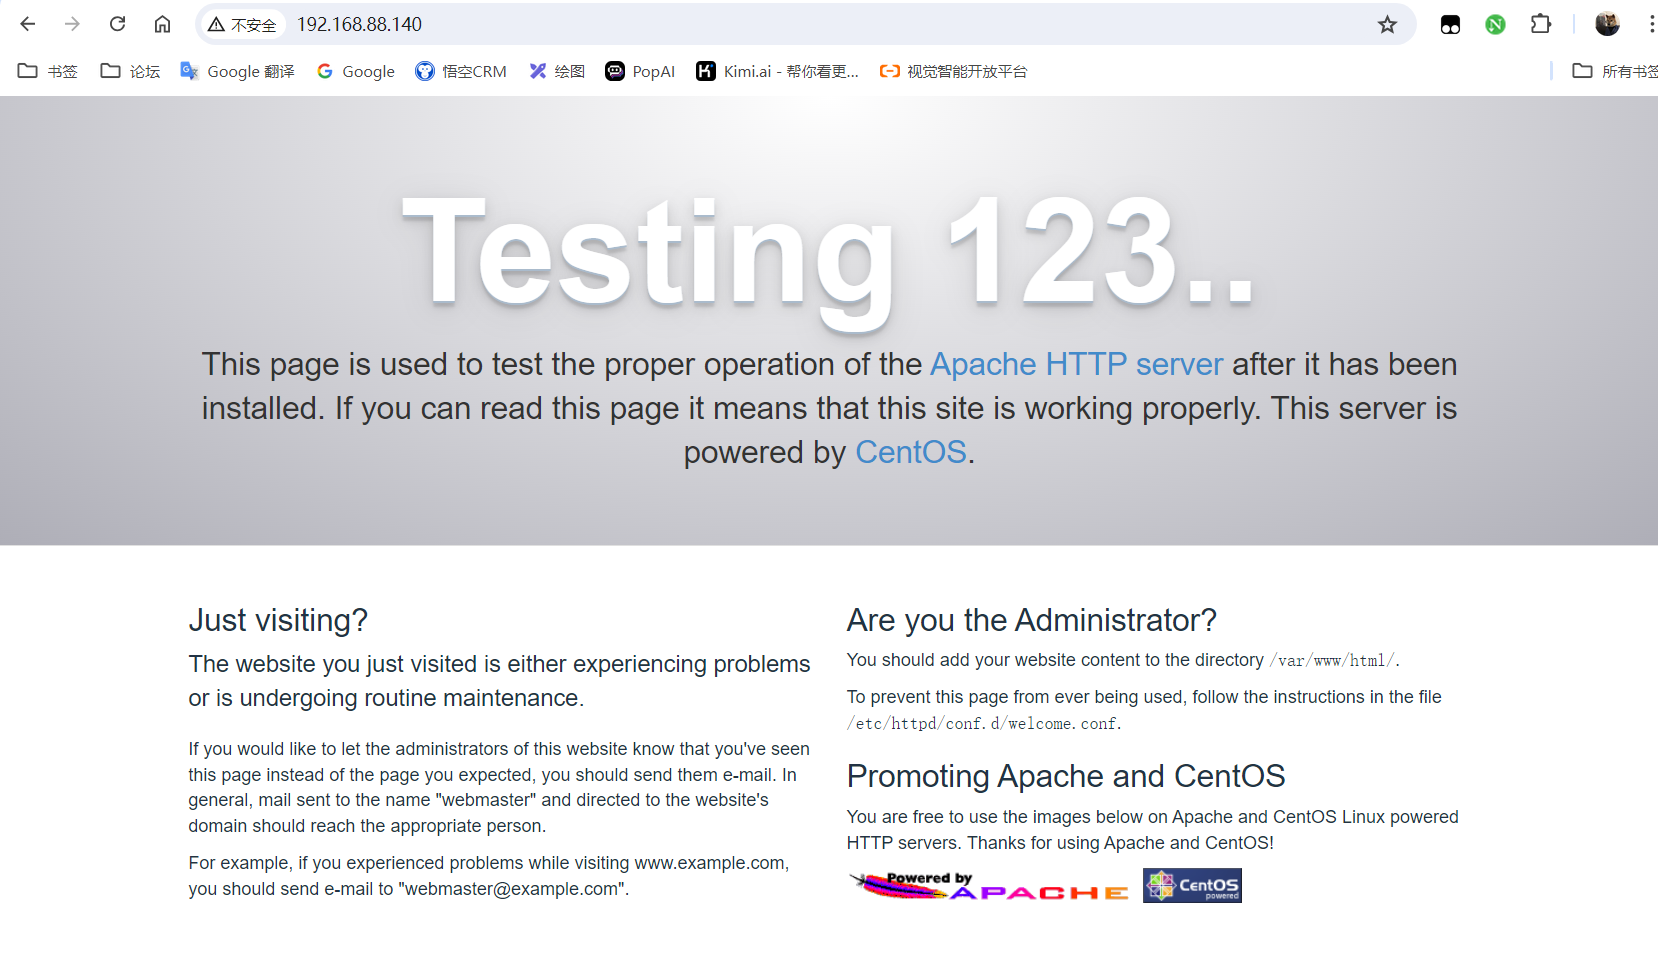 不安全 192.168.88.140
书签 论坛 Google 翻译 Google 悟空CRM 绘图 PopAI Kimi.ai - 帮你看更... 视觉智能开放平台 所有书签
Testing 123..
This page is used to test the proper operation of the Apache HTTP server after it has been
installed. If you can read this page it means that this site is working properly. This server is
powered by CentOS.
Just visiting?
The website you just visited is either experiencing problems
or is undergoing routine maintenance.
If you would like to let the administrators of this website know that you've seen
this page instead of the page you expected, you should send them e-mail. In
general, mail sent to the name "webmaster" and directed to the website's
domain should reach the appropriate person.
For example, if you experienced problems while visiting www.example.com,
you should send e-mail to "webmaster@example.com".
Are you the Administrator?
You should add your website content to the directory /var/www/html/.
To prevent this page from ever being used, follow the instructions in the file
/etc/httpd/conf.d/welcome.conf.
Promoting Apache and CentOS
You are free to use the images below on Apache and CentOS Linux powered
HTTP servers. Thanks for using Apache and CentOS!
Powered by
APACHE
CentOS
powered